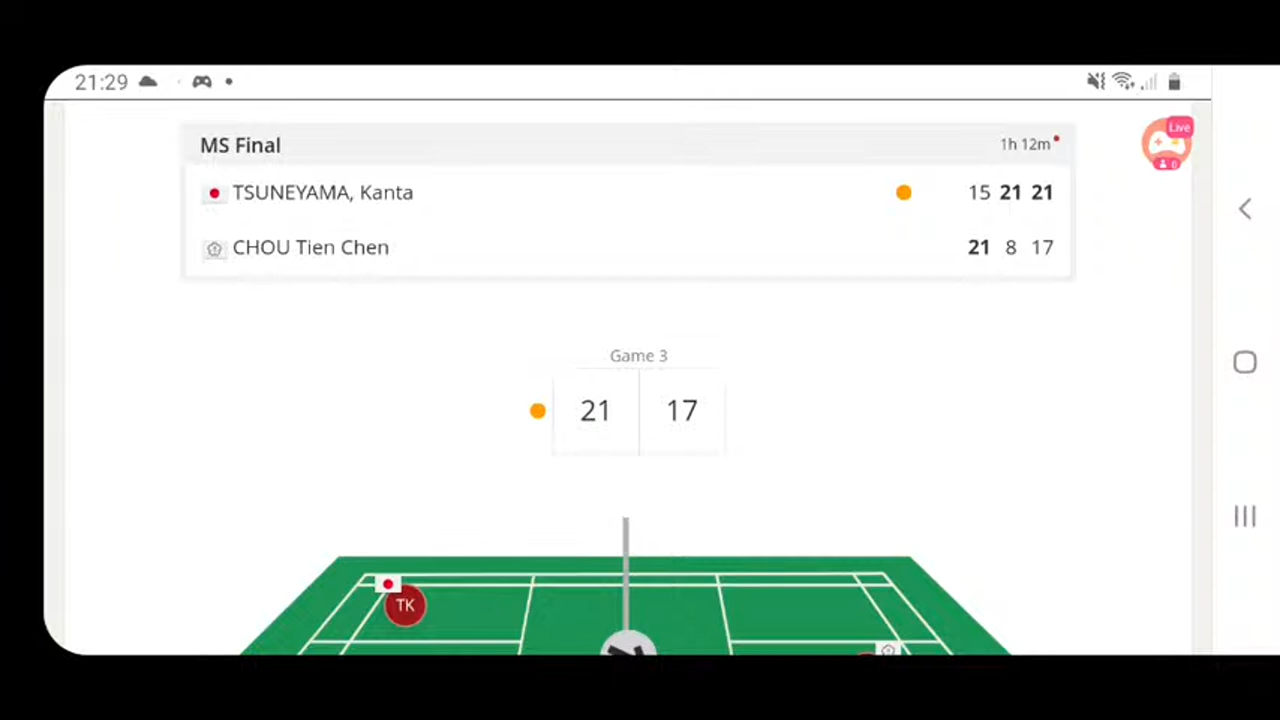 21:29
Live
0
MS Final 1h 12m
TSUNEYAMA, Kanta 15 21 21
CHOU Tien Chen 21 8 17
Game 3
21 17
TK